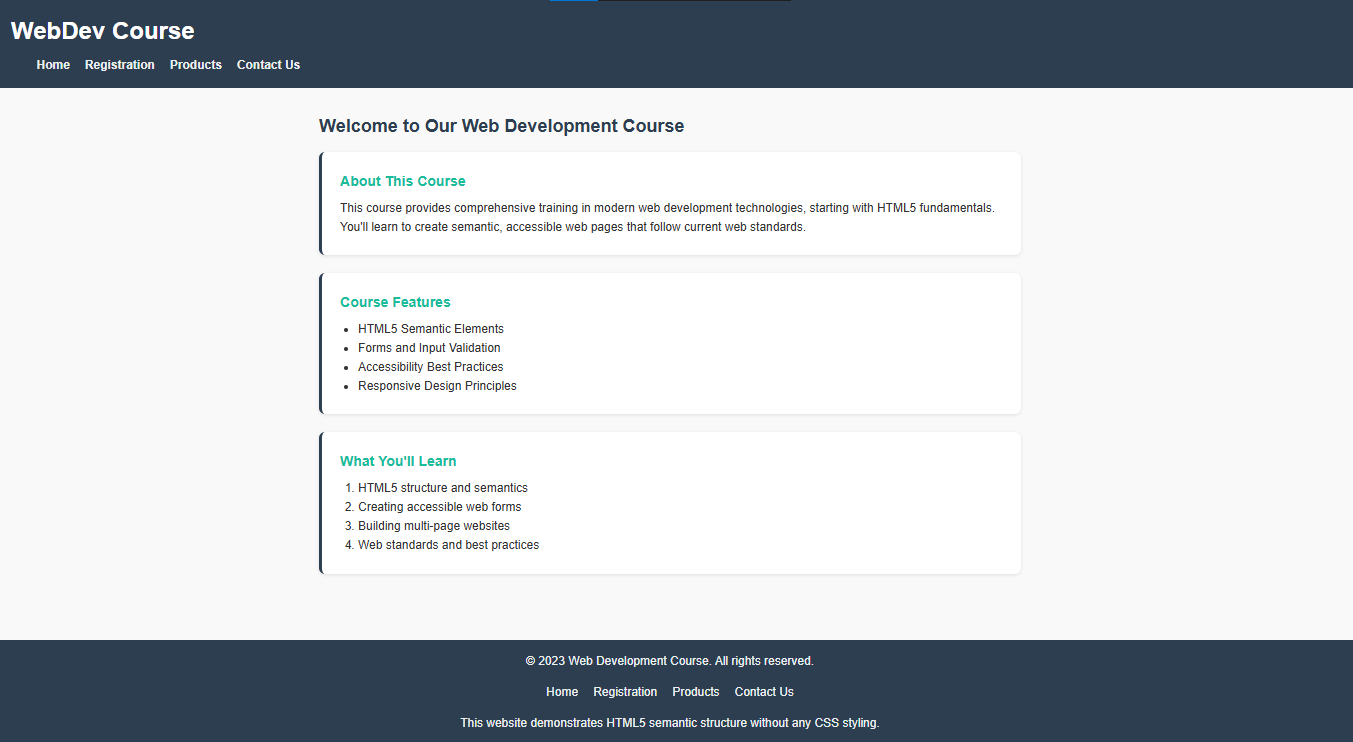 WebDev Course
Home Registration Products Contact Us
Welcome to Our Web Development Course
About This Course
This course provides comprehensive training in modern web development technologies, starting with HTML5 fundamentals.
You'll learn to create semantic, accessible web pages that follow current web standards.
Course Features
• HTML5 Semantic Elements
• Forms and Input Validation
• Accessibility Best Practices
• Responsive Design Principles
What You'll Learn
1. HTML5 structure and semantics
2. Creating accessible web forms
3. Building multi-page websites
4. Web standards and best practices
© 2023 Web Development Course. All rights reserved.
Home Registration Products Contact Us
This website demonstrates HTML5 semantic structure without any CSS styling.